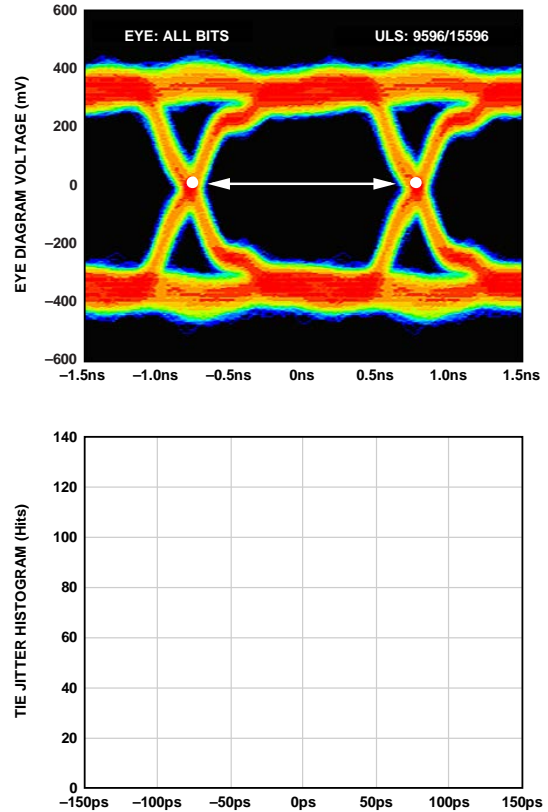 600
400
200
0
–200
–400
–600
EYE DIAGRAM VOLTAGE (mV)
EYE: ALL BITS
ULS: 9596/15596
–1.5ns –1.0ns –0.5ns 0ns 0.5ns 1.0ns 1.5ns
140
120
100
80
60
40
20
0
TIE JITTER HISTOGRAM (Hits)
–150ps –100ps –50ps 0ps 50ps 100ps 150ps